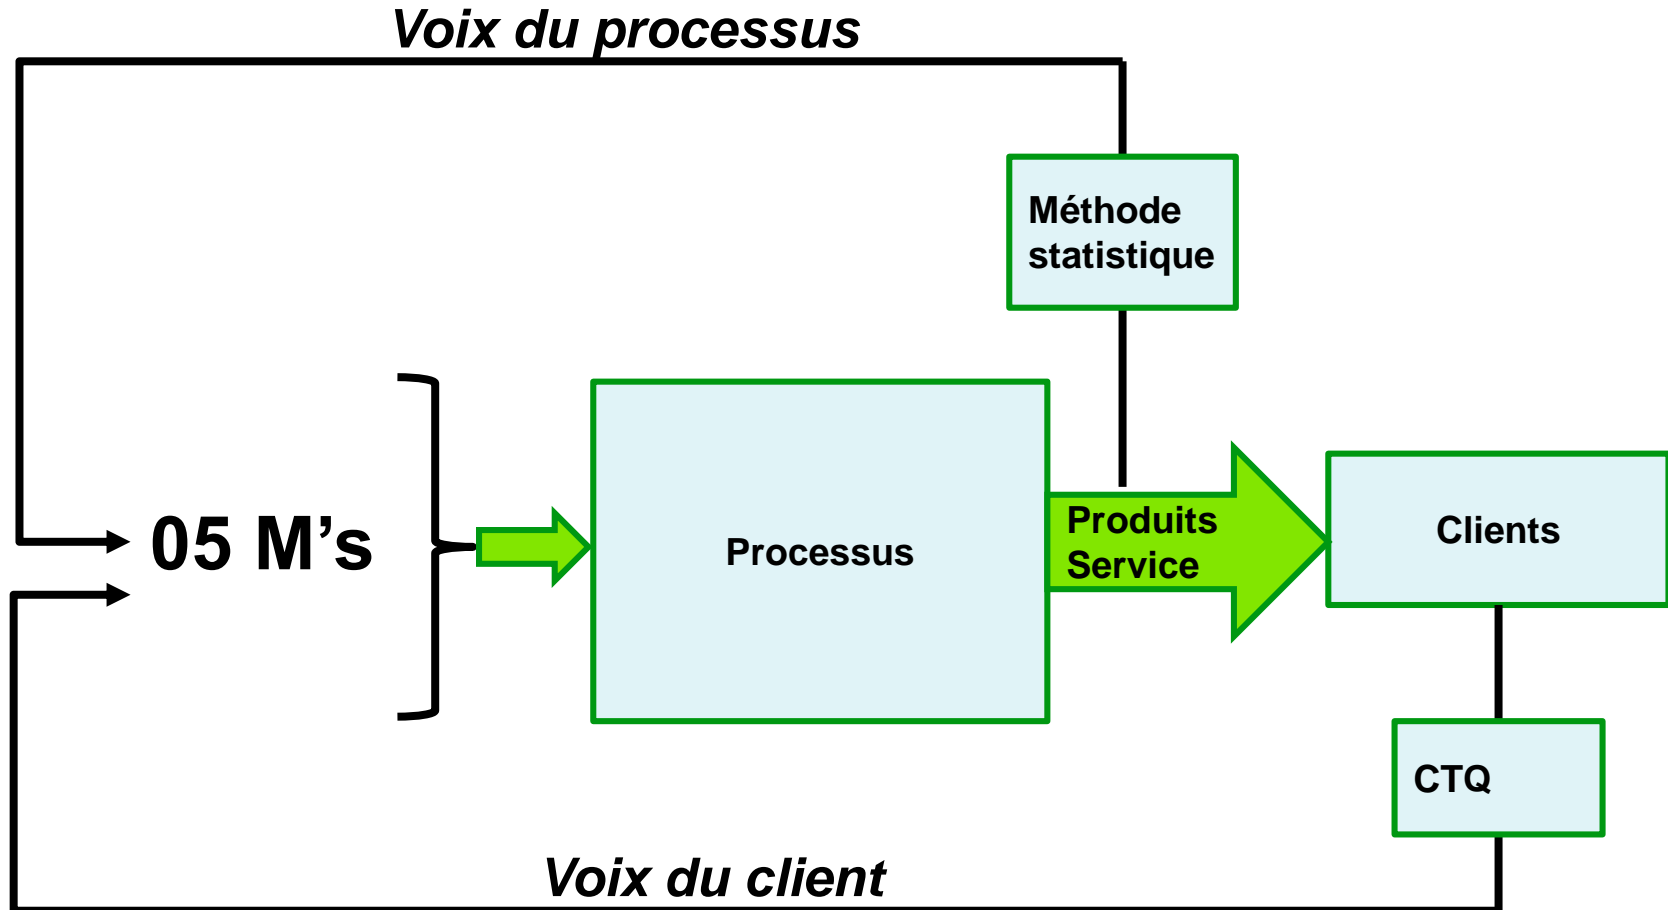 Voix du processus
Méthode
statistique
05 M’s
Processus
Produits
Service
Clients
CTQ
Voix du client